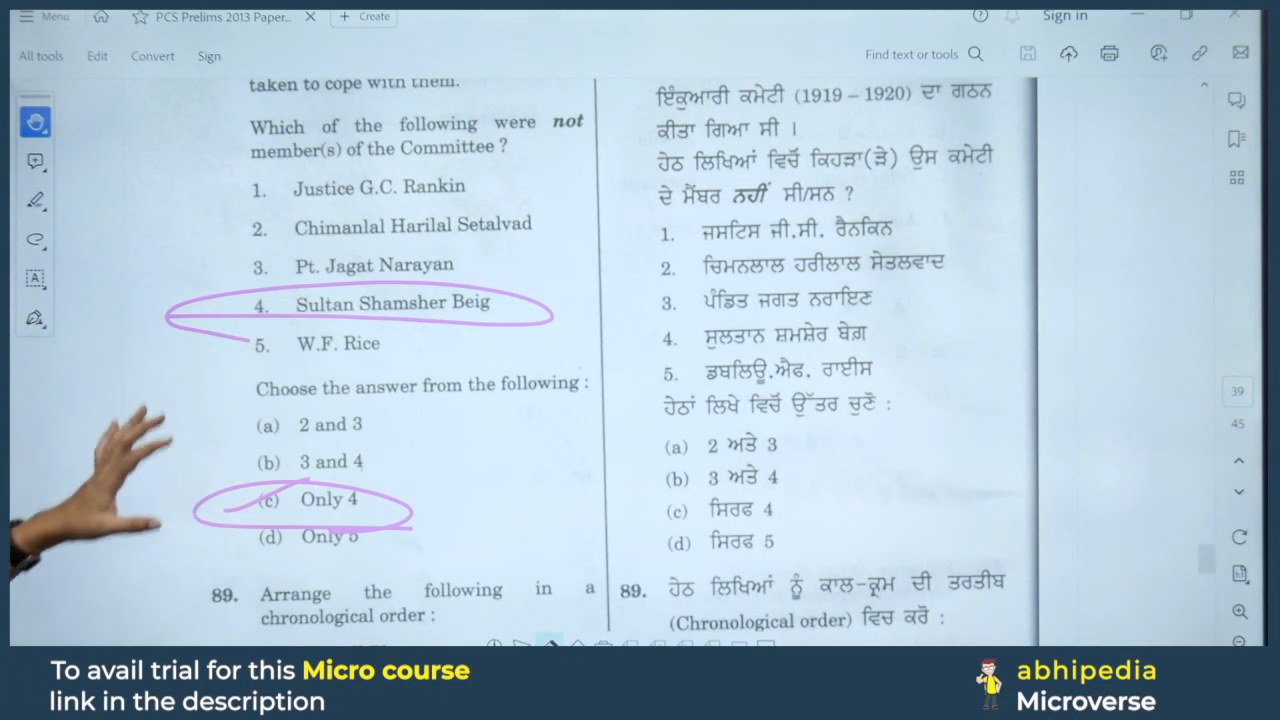 Menu
PCS Prelims 2013 Paper...
+ Create
Sign in
All tools Edit Convert Sign
Find text or tools
taken to cope with them.
Which of the following were not
member(s) of the Committee ?
1. Justice G.C. Rankin
2. Chimanlal Harilal Setalvad
3. Pt. Jagat Narayan
4. Sultan Shamsher Beig
5. W.F. Rice
Choose the answer from the following :
(a) 2 and 3
(b) 3 and 4
(c) Only 4
(d) Only 5
89. Arrange the following in a
chronological order :
ਇੰਕੁਆਰੀ ਕਮੇਟੀ (1919 – 1920) ਦਾ ਗਠਨ
ਕੀਤਾ ਗਿਆ ਸੀ ।
ਹੇਠ ਲਿਖਿਆਂ ਵਿਚੋਂ ਕਿਹੜਾ(ੜੇ) ਉਸ ਕਮੇਟੀ
ਦੇ ਮੈਂਬਰ ਨਹੀਂ ਸੀ/ਸਨ ?
1. ਜਸਟਿਸ ਜੀ.ਸੀ. ਰੈਨਕਿਨ
2. ਚਿਮਨਲਾਲ ਹਰੀਲਾਲ ਸੇਤਲਵਾਦ
3. ਪੰਡਿਤ ਜਗਤ ਨਰਾਇਣ
4. ਸੁਲਤਾਨ ਸ਼ਮਸ਼ੇਰ ਬੇਗ਼
5. ਡਬਲਿਊ.ਐਫ. ਰਾਈਸ
ਹੇਠਾਂ ਲਿਖੇ ਵਿਚੋਂ ਉੱਤਰ ਚੁਣੋ :
(a) 2 ਅਤੇ 3
(b) 3 ਅਤੇ 4
(c) ਸਿਰਫ 4
(d) ਸਿਰਫ 5
89. ਹੇਠ ਲਿਖਿਆਂ ਨੂੰ ਕਾਲ-ਕ੍ਰਮ ਦੀ ਤਰਤੀਬ
(Chronological order) ਵਿਚ ਕਰੋ :
39
45
To avail trial for this Micro course
link in the description
abhipedia
Microverse